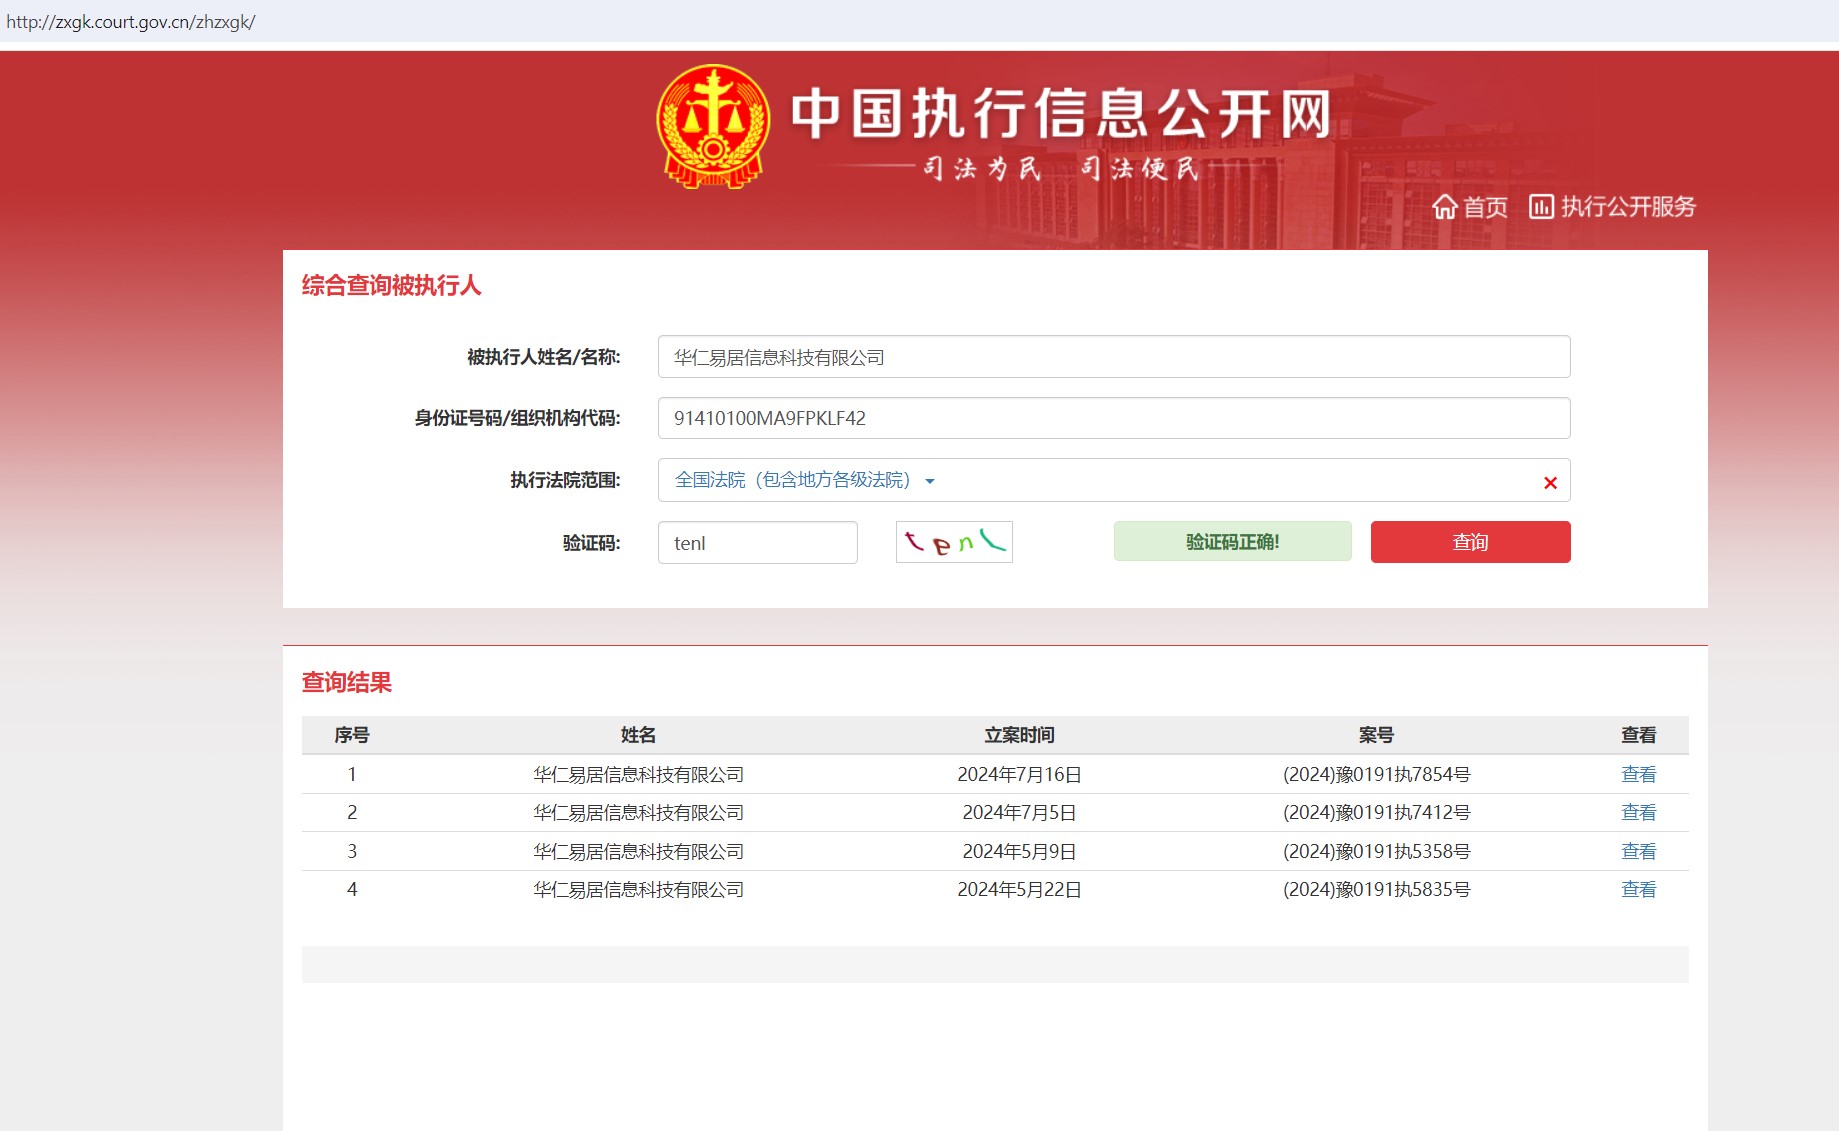 http://zxgk.court.gov.cn/zhzxgk/
中国执行信息公开网
司法为民 司法便民
首页 执行公开服务
综合查询被执行人
被执行人姓名/名称: 华仁易居信息科技有限公司
身份证号码/组织机构代码: 91410100MA9FPKLF42
执行法院范围: 全国法院（包含地方各级法院）
验证码: tenl tenl 验证码正确! 查询
查询结果
序号 姓名 立案时间 案号 查看
1 华仁易居信息科技有限公司 2024年7月16日 (2024)豫0191执7854号 查看
2 华仁易居信息科技有限公司 2024年7月5日 (2024)豫0191执7412号 查看
3 华仁易居信息科技有限公司 2024年5月9日 (2024)豫0191执5358号 查看
4 华仁易居信息科技有限公司 2024年5月22日 (2024)豫0191执5835号 查看